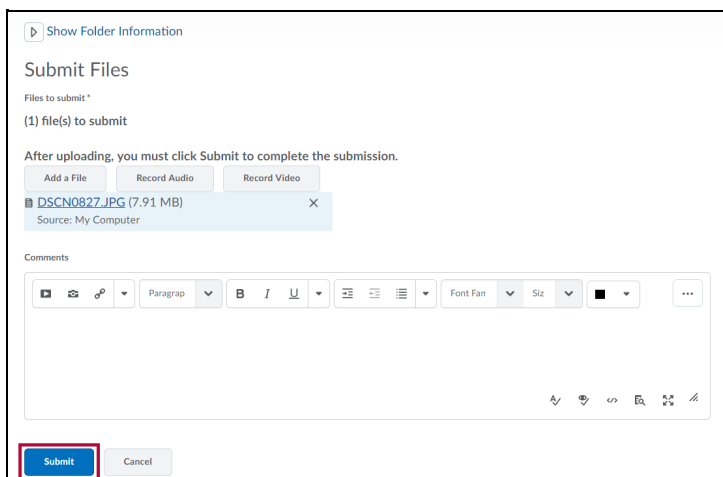 Show Folder Information
Submit Files
Files to submit *
(1) file(s) to submit
After uploading, you must click Submit to complete the submission.
Add a File Record Audio Record Video
DSCN0827.JPG (7.91 MB)
Source: My Computer
Comments
Paragrap B I U Font Fam Siz
Submit Cancel